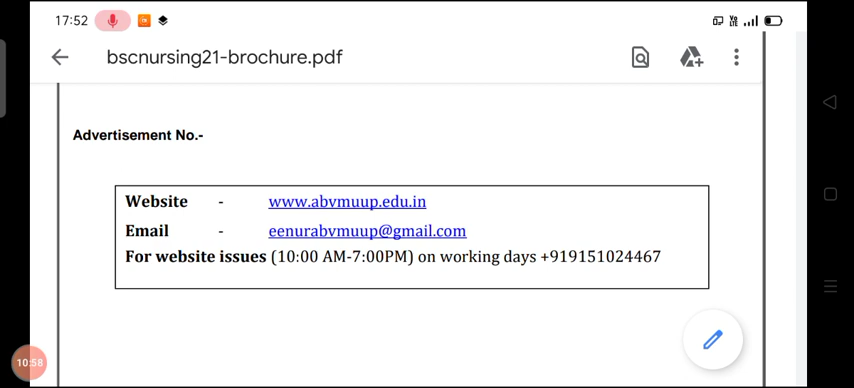 17:52
bscnursing21-brochure.pdf
Advertisement No.-
Website - www.abvmuup.edu.in
Email - eenurabvmuup@gmail.com
For website issues (10:00 AM-7:00PM) on working days +919151024467
10:58